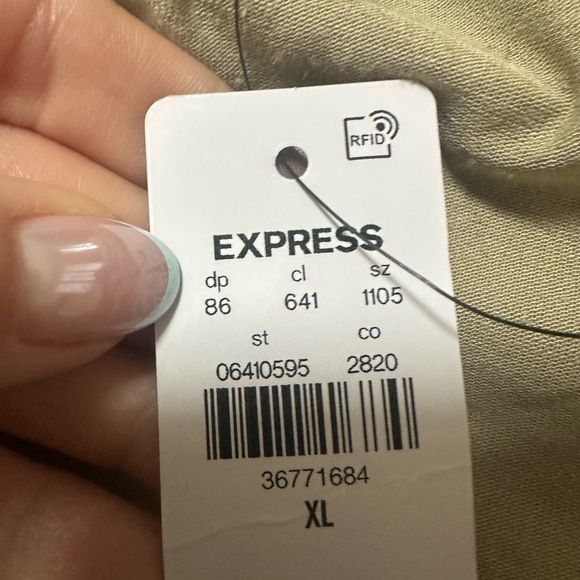 RFID
EXPRESS
dp cl sz
86 641 1105
st co
06410595 2820
36771684
XL